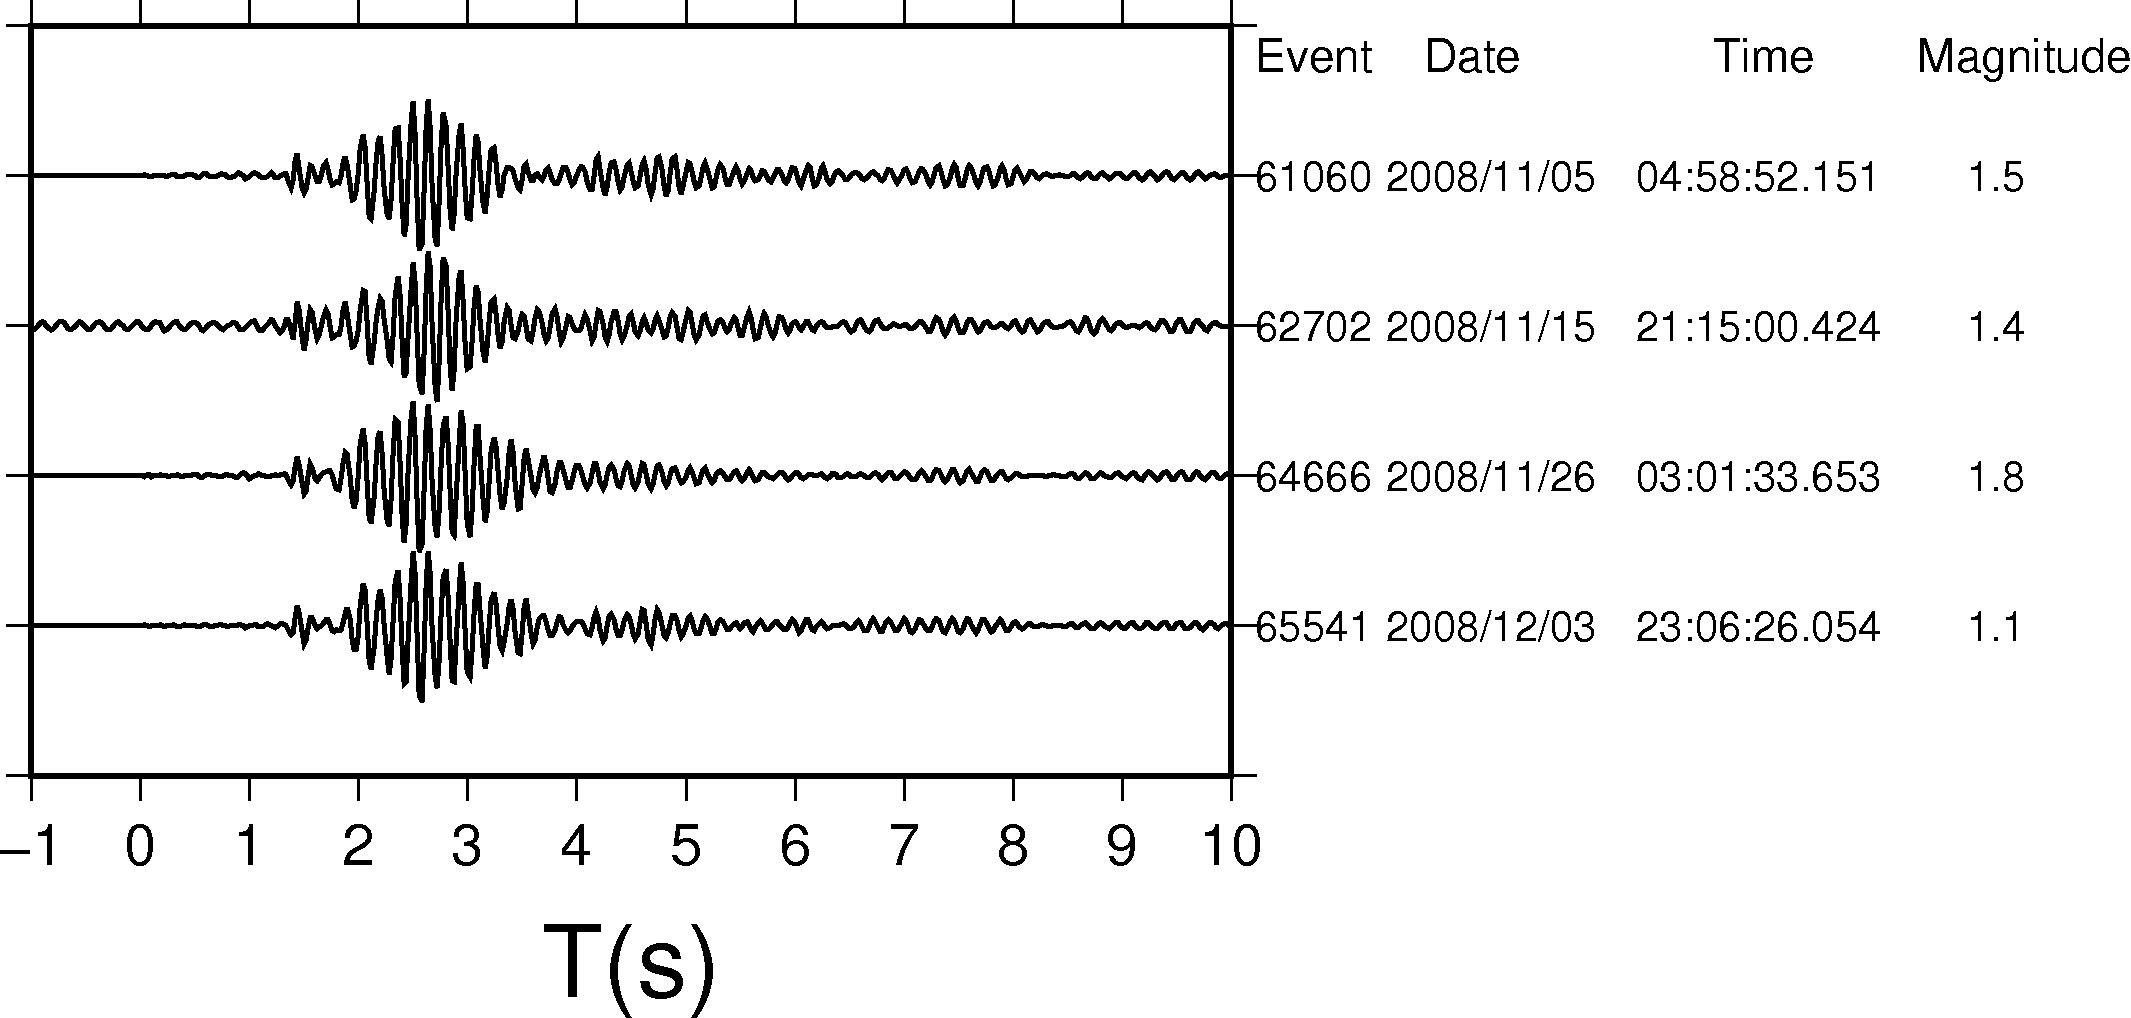 Event Date Time Magnitude
61060 2008/11/05 04:58:52.151 1.5
62702 2008/11/15 21:15:00.424 1.4
64666 2008/11/26 03:01:33.653 1.8
65541 2008/12/03 23:06:26.054 1.1
−1 0 1 2 3 4 5 6 7 8 9 10
T(s)